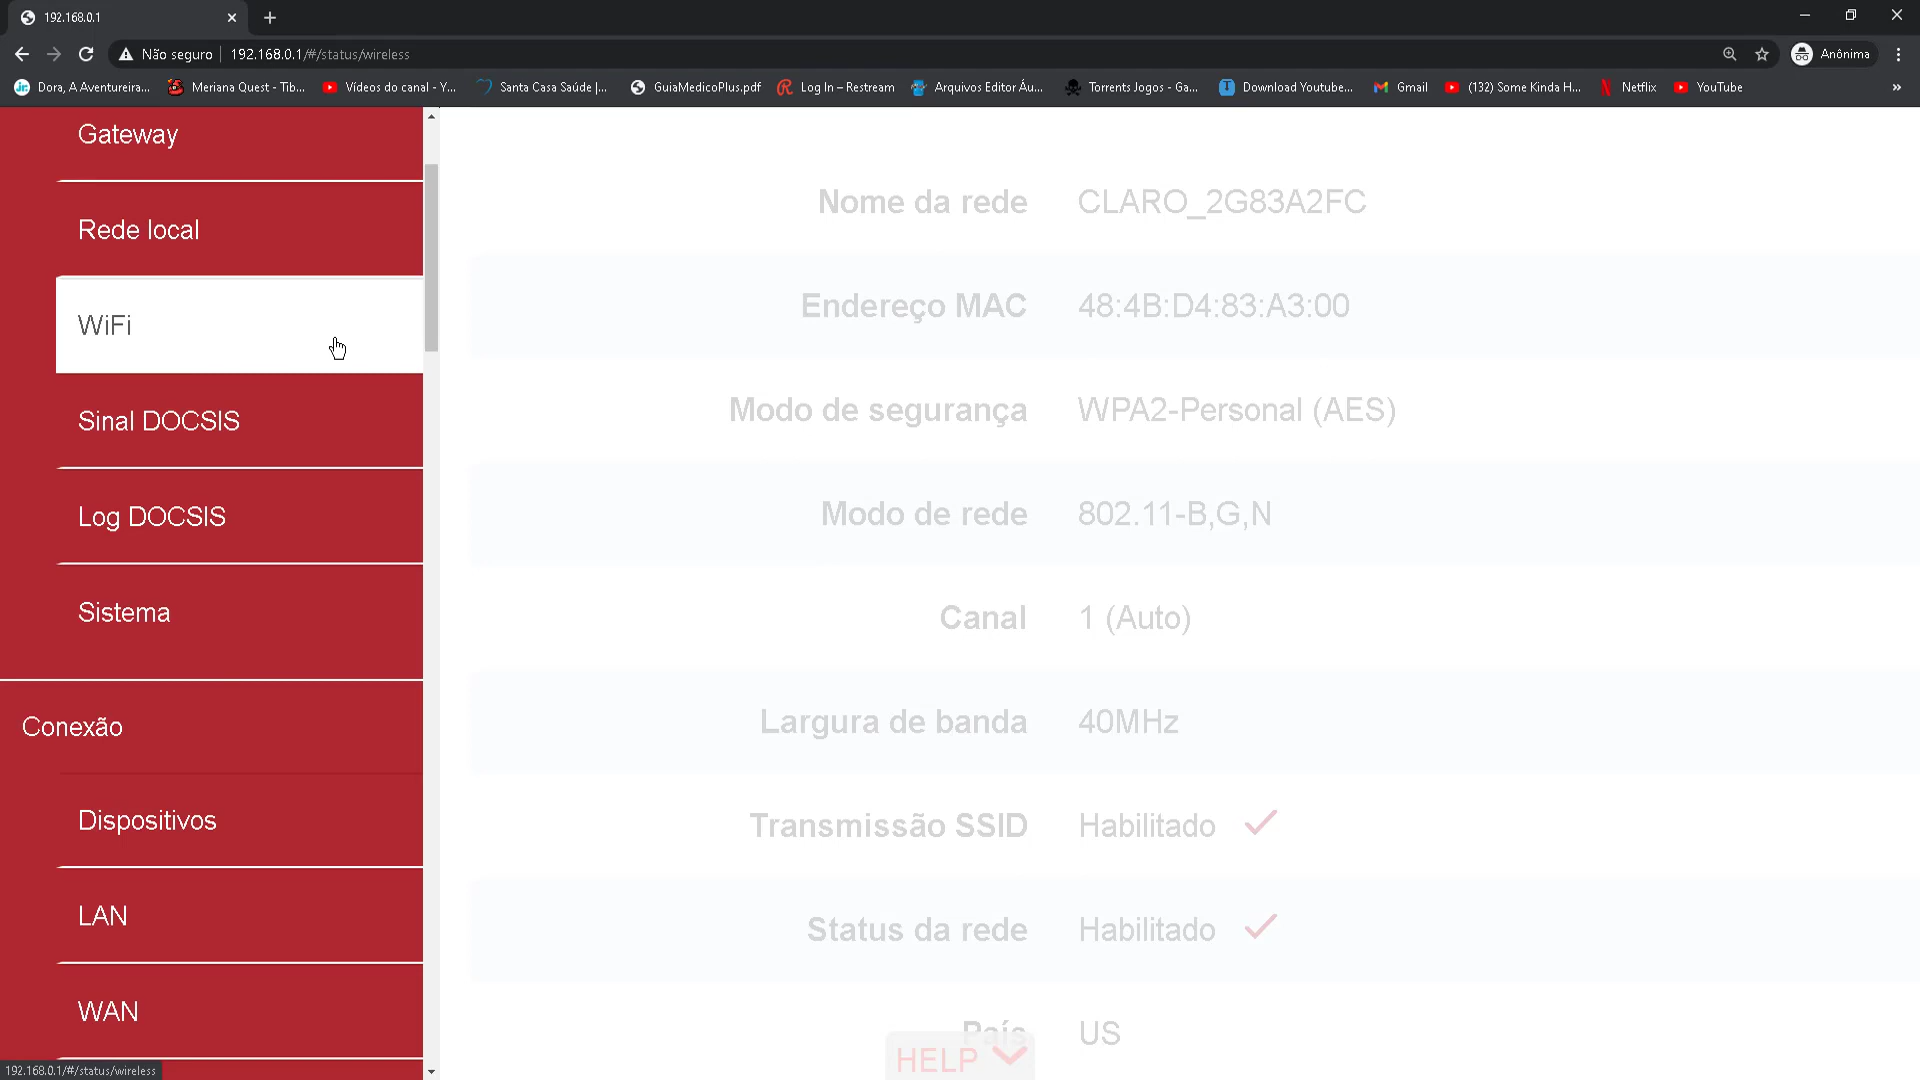 192.168.0.1
Não seguro
192.168.0.1/#/status/wireless
Anônima
Dora, A Aventureira...
Meriana Quest - Tib...
Vídeos do canal - Y...
Santa Casa Saúde |...
GuiaMedicoPlus.pdf
Log In – Restream
Arquivos Editor Áu...
Torrents Jogos - Ga...
Download Youtube...
Gmail
(132) Some Kinda H...
Netflix
YouTube
»
Gateway
Rede local
WiFi
Sinal DOCSIS
Log DOCSIS
Sistema
Conexão
Dispositivos
LAN
WAN
Nome da rede CLARO_2G83A2FC
Endereço MAC 48:4B:D4:83:A3:00
Modo de segurança WPA2-Personal (AES)
Modo de rede 802.11-B,G,N
Canal 1 (Auto)
Largura de banda 40MHz
Transmissão SSID Habilitado
Status da rede Habilitado
País US
HELP
192.168.0.1/#/status/wireless